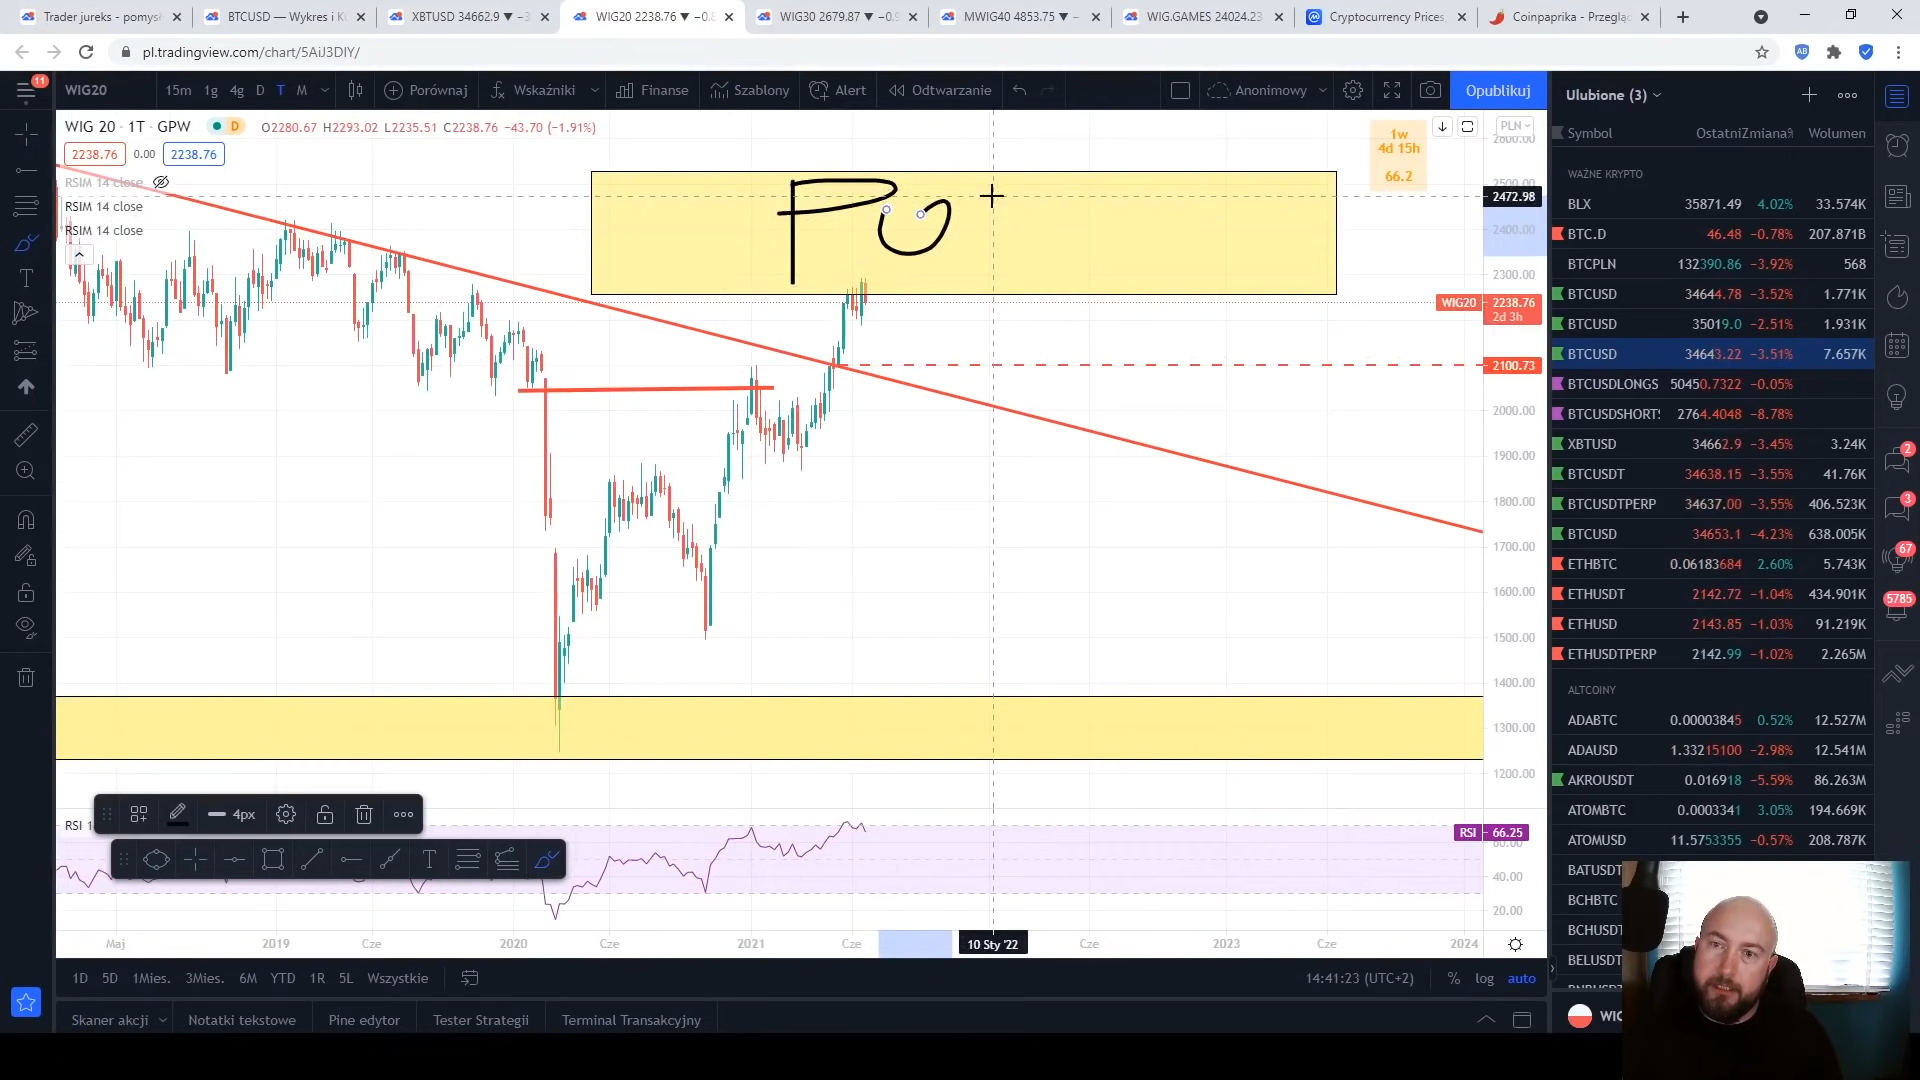 Trader jureks - pomysł
BTCUSD — Wykres i K
XBTUSD 34662.9 ▼ −3
WIG20 2238.76 ▼ −0.8
WIG30 2679.87 ▼ −0.9
MWIG40 4853.75 ▼ −
WIG.GAMES 24024.23
Cryptocurrency Prices,
Coinpaprika - Przegląd
pl.tradingview.com/chart/5AiJ3DIY/
11
WIG20 15m 1g 4g D T M Porównaj Wskaźniki Finanse Szablony Alert Odtwarzanie Anonimowy Opublikuj
WIG 20 · 1T · GPW D O2280.67 H2293.02 L2235.51 C2238.76 −43.70 (−1.91%)
2238.76 0.00 2238.76
RSIM 14 close
RSIM 14 close
RSIM 14 close
1w
4d 15h
66.2
PLN
Po
2600.00
2500.00
2472.98
2400.00
2300.00
WIG20 2238.76
2d 3h
2100.73
2000.00
1900.00
1800.00
1700.00
1600.00
1500.00
1400.00
1300.00
1200.00
4px
RSI 1
RSI 66.25
60.00
40.00
20.00
Maj 2019 Cze 2020 Cze 2021 Cze 10 Sty '22 Cze 2023 Cze 2024
1D 5D 1Mies. 3Mies. 6M YTD 1R 5L Wszystkie 14:41:23 (UTC+2) % log auto
Skaner akcji Notatki tekstowe Pine edytor Tester Strategii Terminal Transakcyjny
Ulubione (3)
Symbol Ostatni Zmiana% Wolumen
WAŻNE KRYPTO
BLX 35871.49 4.02% 33.574K
BTC.D 46.48 −0.78% 207.871B
BTCPLN 132390.86 −3.92% 568
BTCUSD 34644.78 −3.52% 1.771K
BTCUSD 35019.0 −2.51% 1.931K
BTCUSD 34643.22 −3.51% 7.657K
BTCUSDLONGS 50450.7322 −0.05%
BTCUSDSHORTS 2764.4048 −8.78%
XBTUSD 34662.9 −3.45% 3.24K
BTCUSDT 34638.15 −3.55% 41.76K
BTCUSDTPERP 34637.00 −3.55% 406.523K
BTCUSD 34653.1 −4.23% 638.005K
ETHBTC 0.06183684 2.60% 5.743K
ETHUSDT 2142.72 −1.04% 434.901K
ETHUSD 2143.85 −1.03% 91.219K
ETHUSDTPERP 2142.99 −1.02% 2.265M
ALTCOINY
ADABTC 0.00003845 0.52% 12.527M
ADAUSD 1.33215100 −2.98% 12.541M
AKROUSDT 0.016918 −5.59% 86.263M
ATOMBTC 0.0003341 3.05% 194.669K
ATOMUSD 11.5753355 −0.57% 208.787K
BATUSDT
BCHBTC
BCHUSDT
BELUSDT
WIG
2
3
67
5785